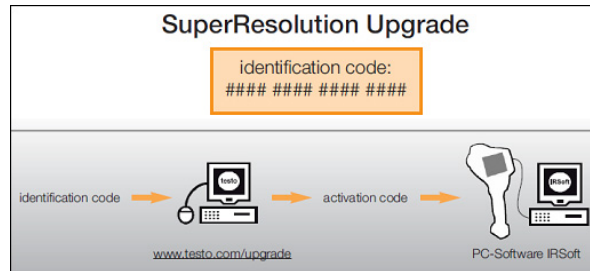 SuperResolution Upgrade
identification code:
#### #### #### ####
identification code
testo
activation code
IRSoft
www.testo.com/upgrade
PC-Software IRSoft